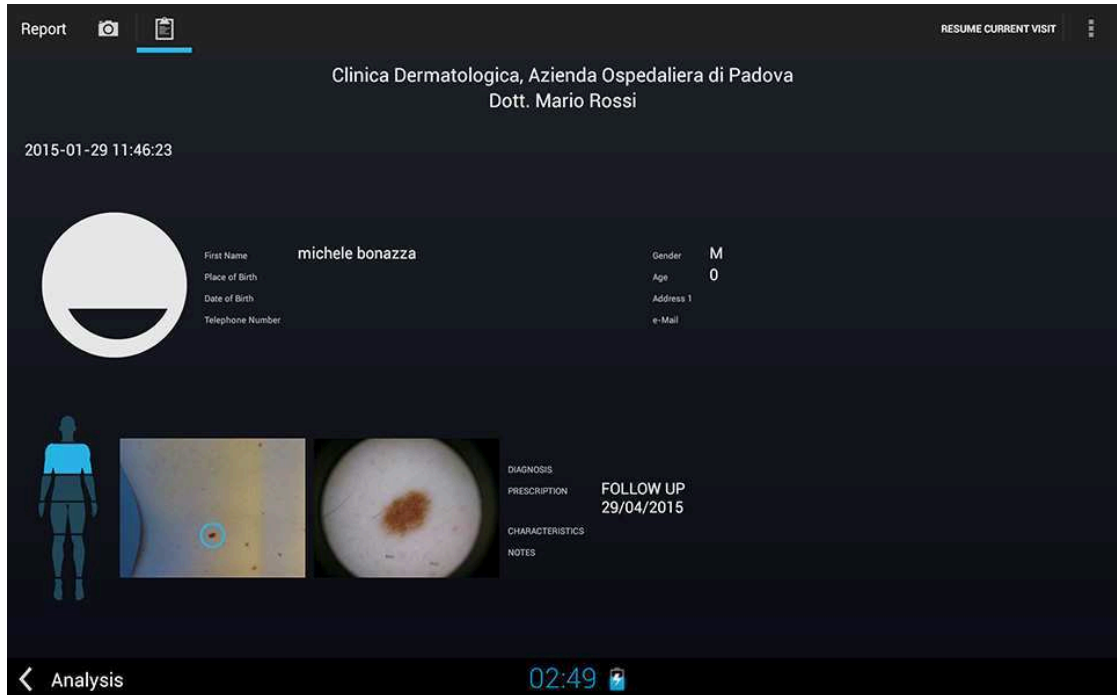 Report
RESUME CURRENT VISIT
Clinica Dermatologica, Azienda Ospedaliera di Padova
Dott. Mario Rossi
2015-01-29 11:46:23
First Name michele bonazza
Place of Birth
Date of Birth
Telephone Number
Gender M
Age 0
Address 1
e-Mail
DIAGNOSIS
PRESCRIPTION FOLLOW UP
29/04/2015
CHARACTERISTICS
NOTES
Analysis
02:49